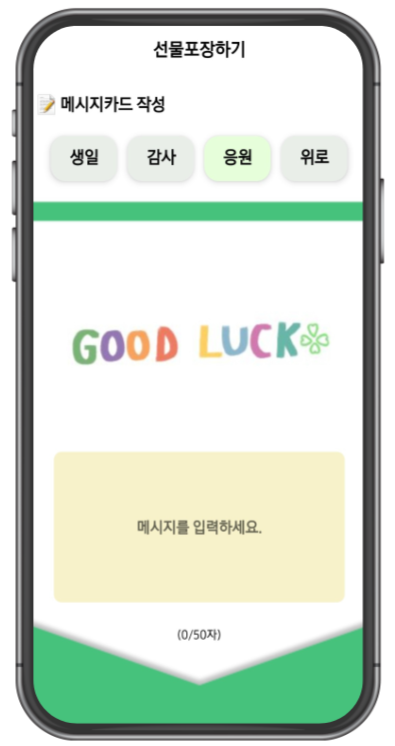 선물포장하기
📝 메시지카드 작성
생일 감사 응원 위로
GOOD LUCK
메시지를 입력하세요.
(0/50자)